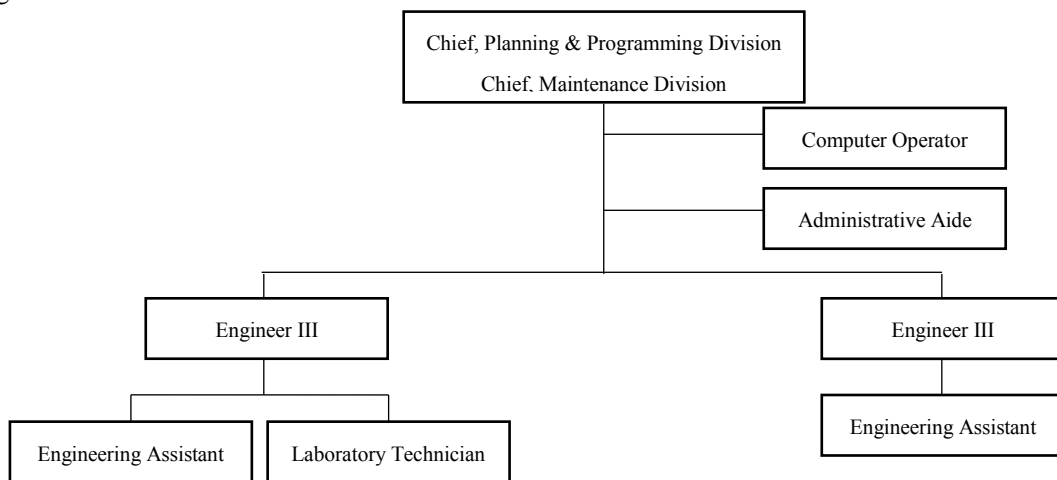 Chief, Planning & Programming Division
Chief, Maintenance Division
Computer Operator
Administrative Aide
Engineer III
Engineer III
Engineering Assistant
Laboratory Technician
Engineering Assistant